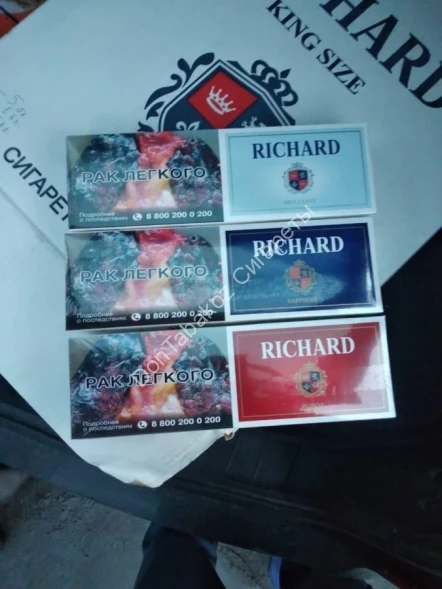 HARD
KING SIZE
СИГАРЕТ
РАК ЛЕГКОГО
Подробнее
о последствиях
8 800 200 0 200
RICHARD
РАК ЛЕГКОГО
Подробнее
о последствиях
8 800 200 0 200
RICHARD
SAPPHIRE
РАК ЛЕГКОГО
Подробнее
о последствиях
8 800 200 0 200
RICHARD